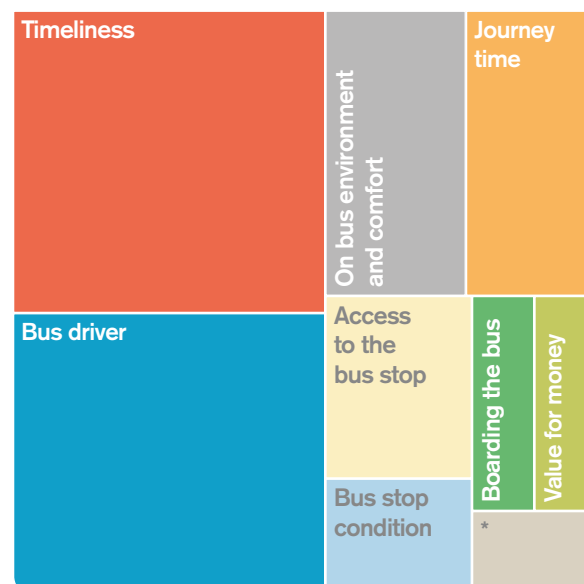 Timeliness
On bus environment
and comfort
Journey
time
Bus driver
Access
to the
bus stop
Boarding the bus
Value for money
Bus stop
condition
*